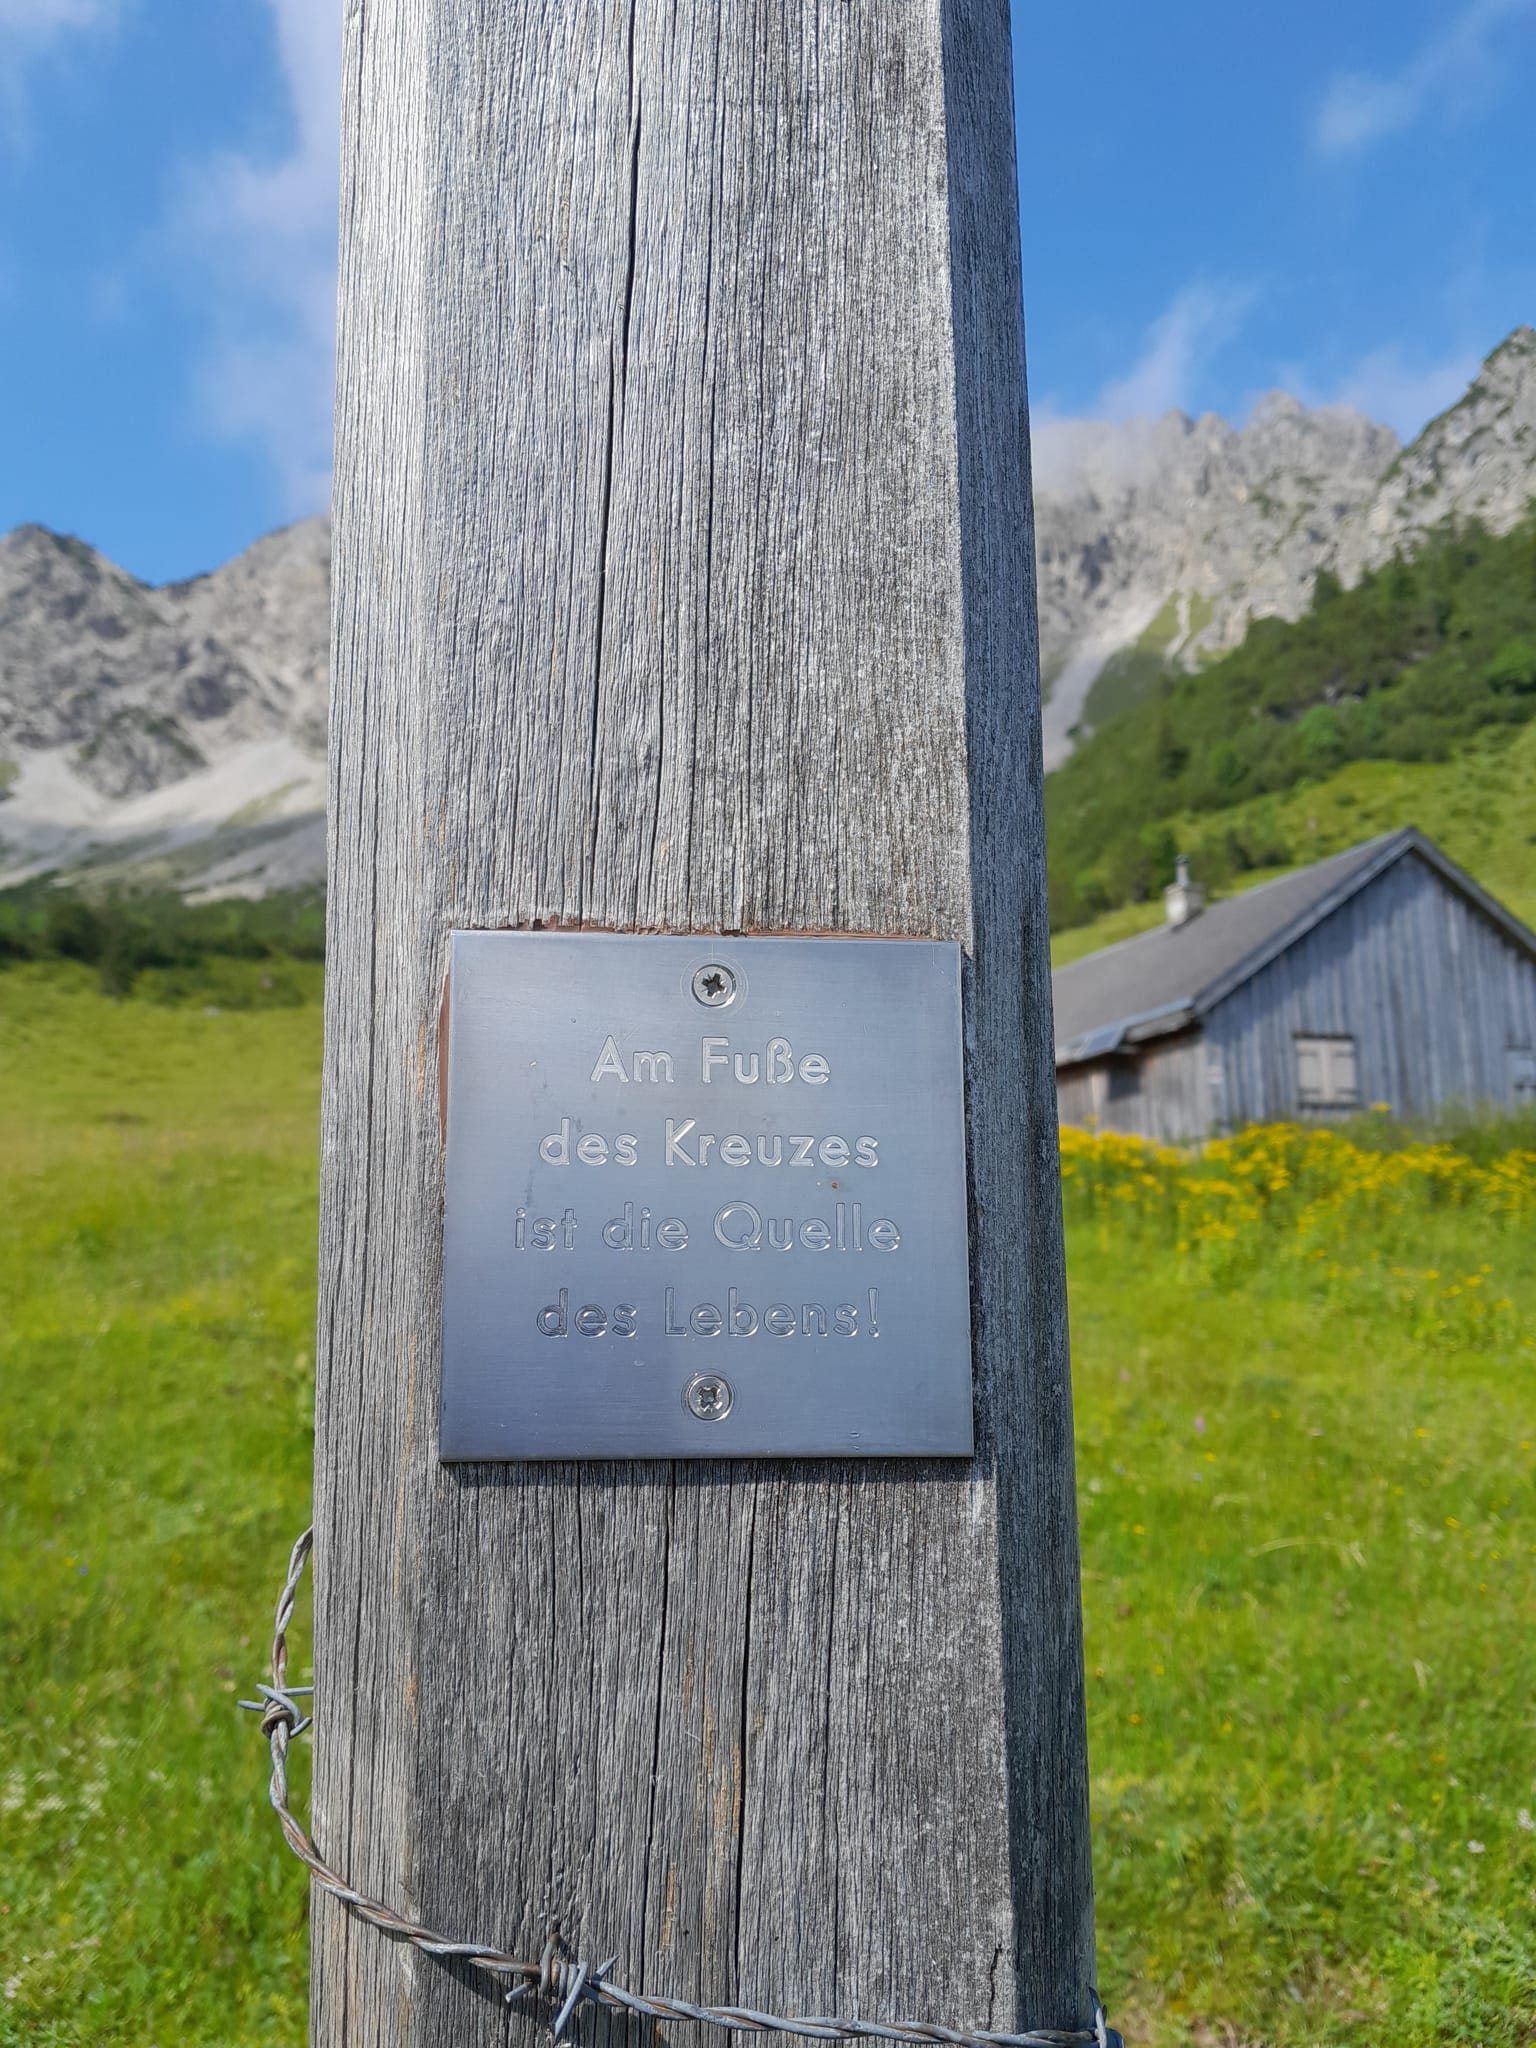 Am Fuße
des Kreuzes
ist die Quelle
des Lebens!